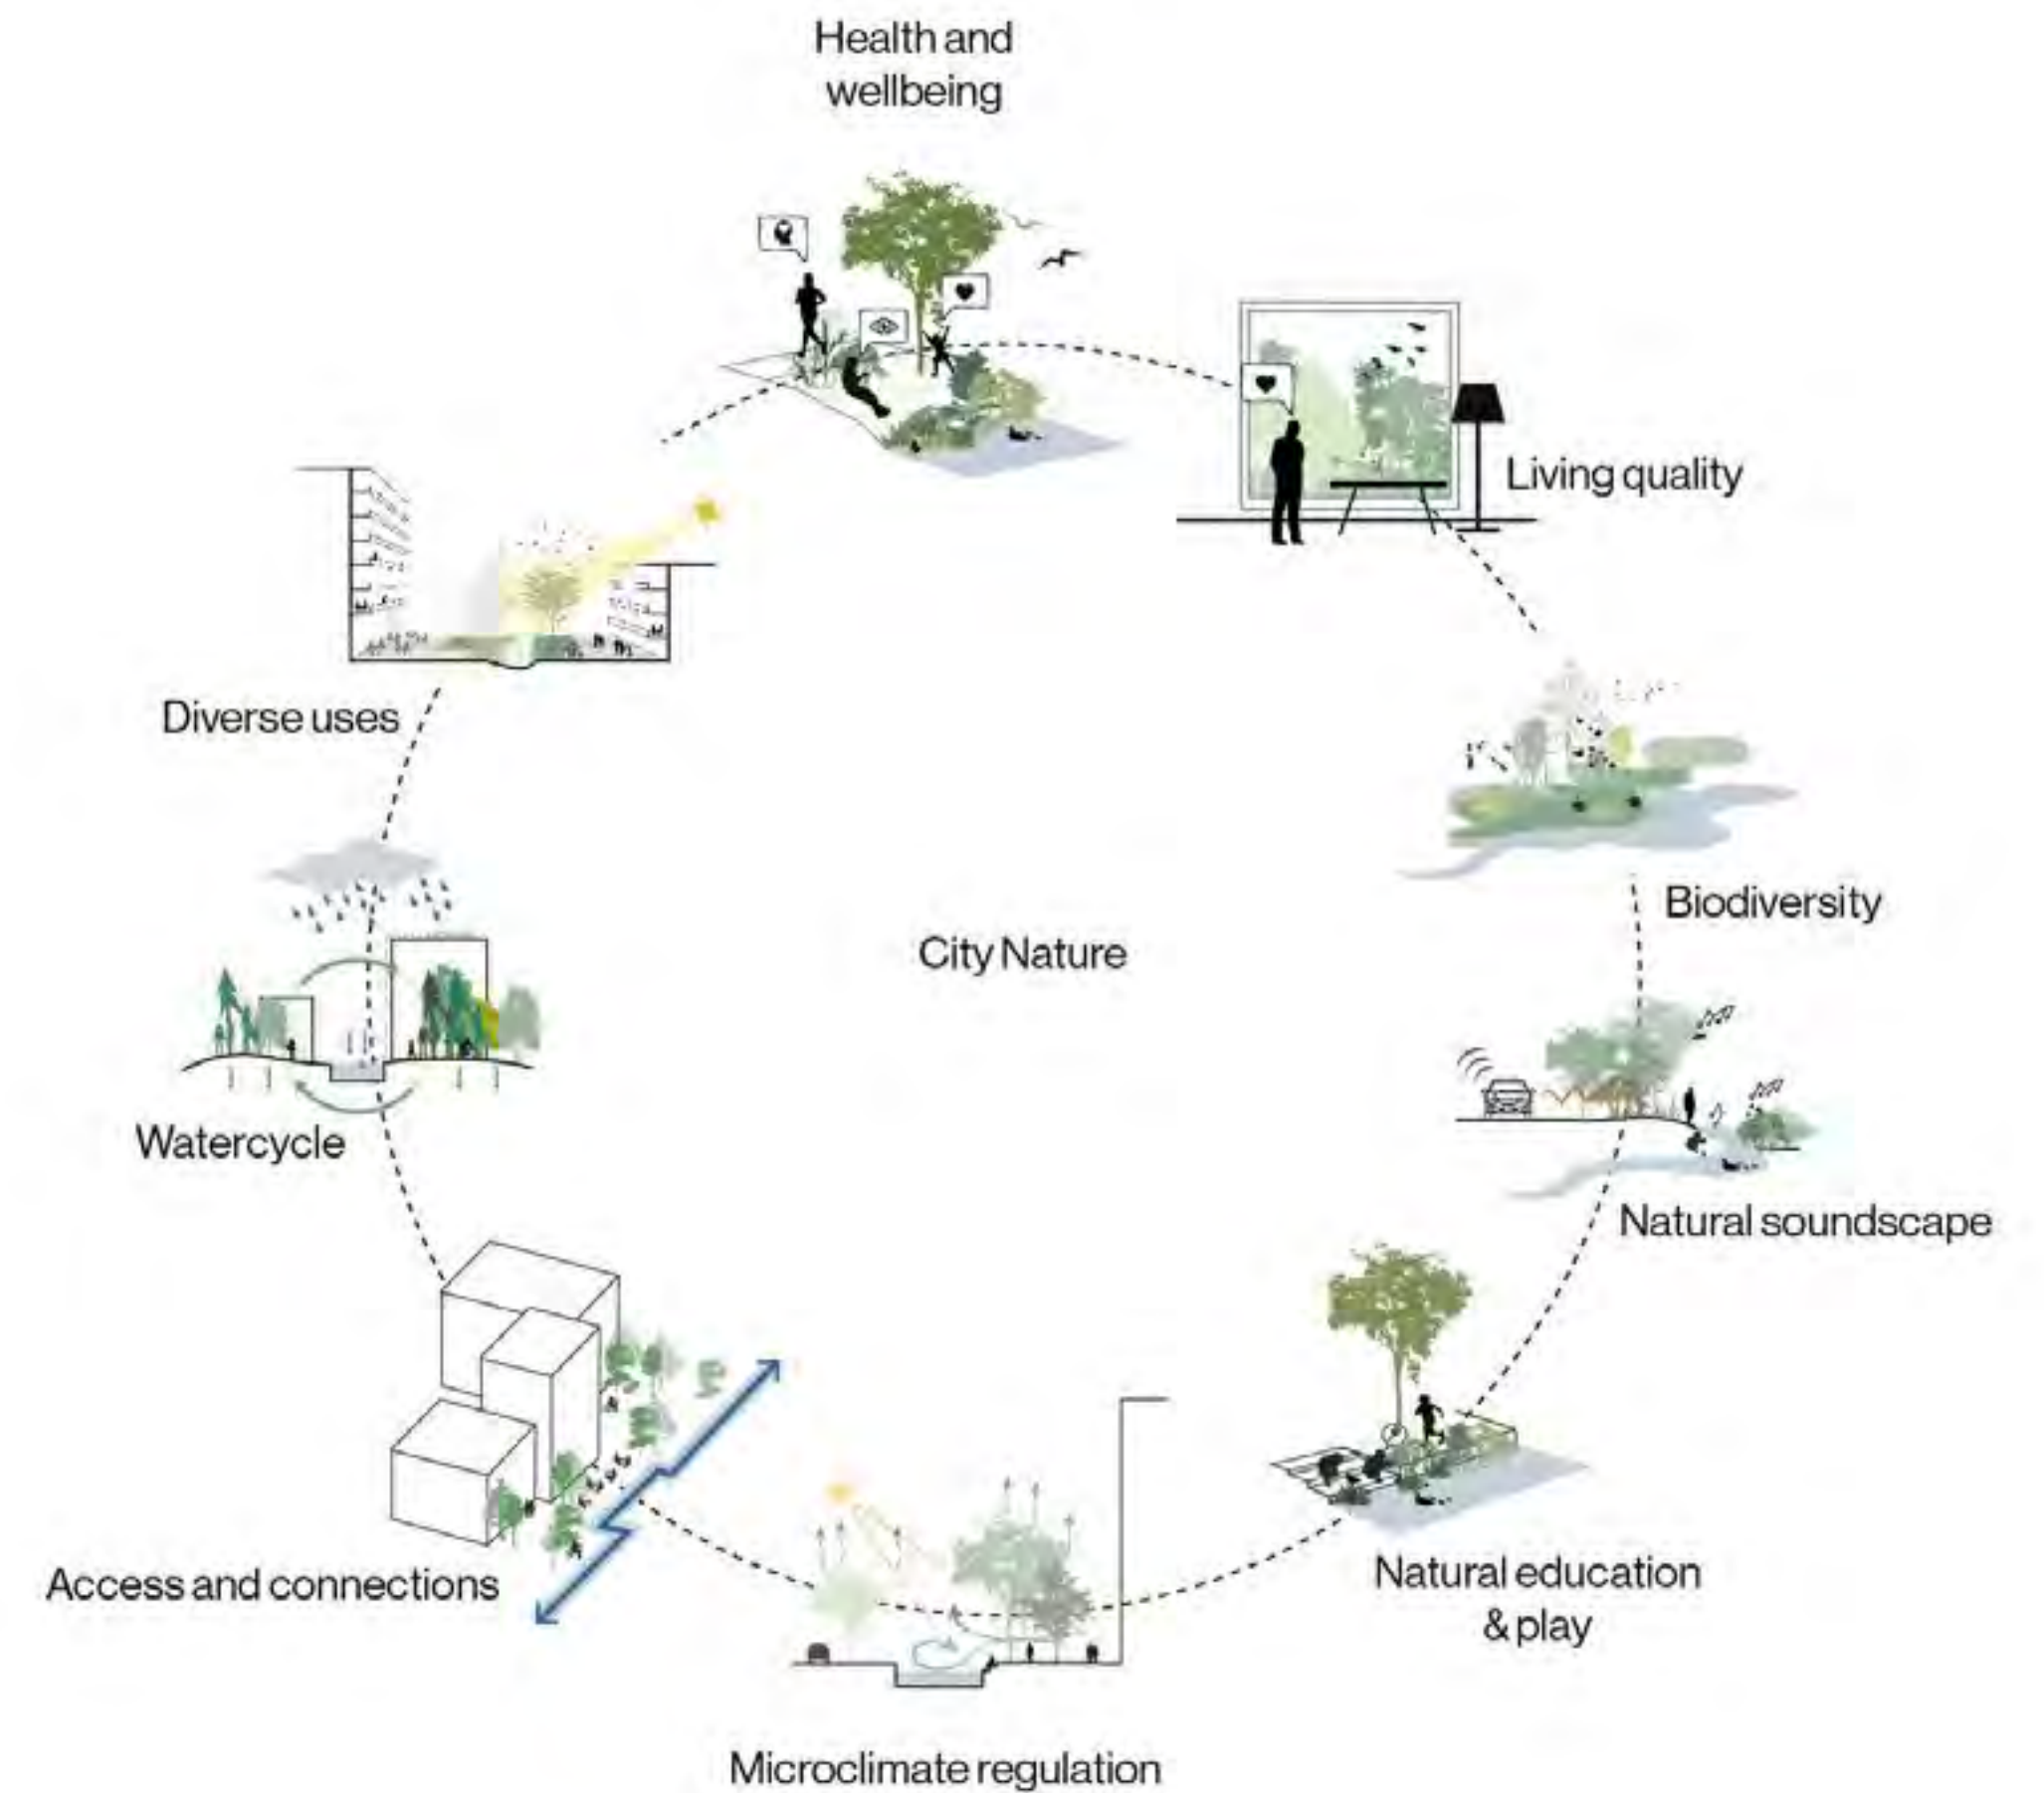 Health and
wellbeing
Living quality
Diverse uses
Biodiversity
City Nature
Watercycle
Natural soundscape
Access and connections
Natural education
& play
Microclimate regulation